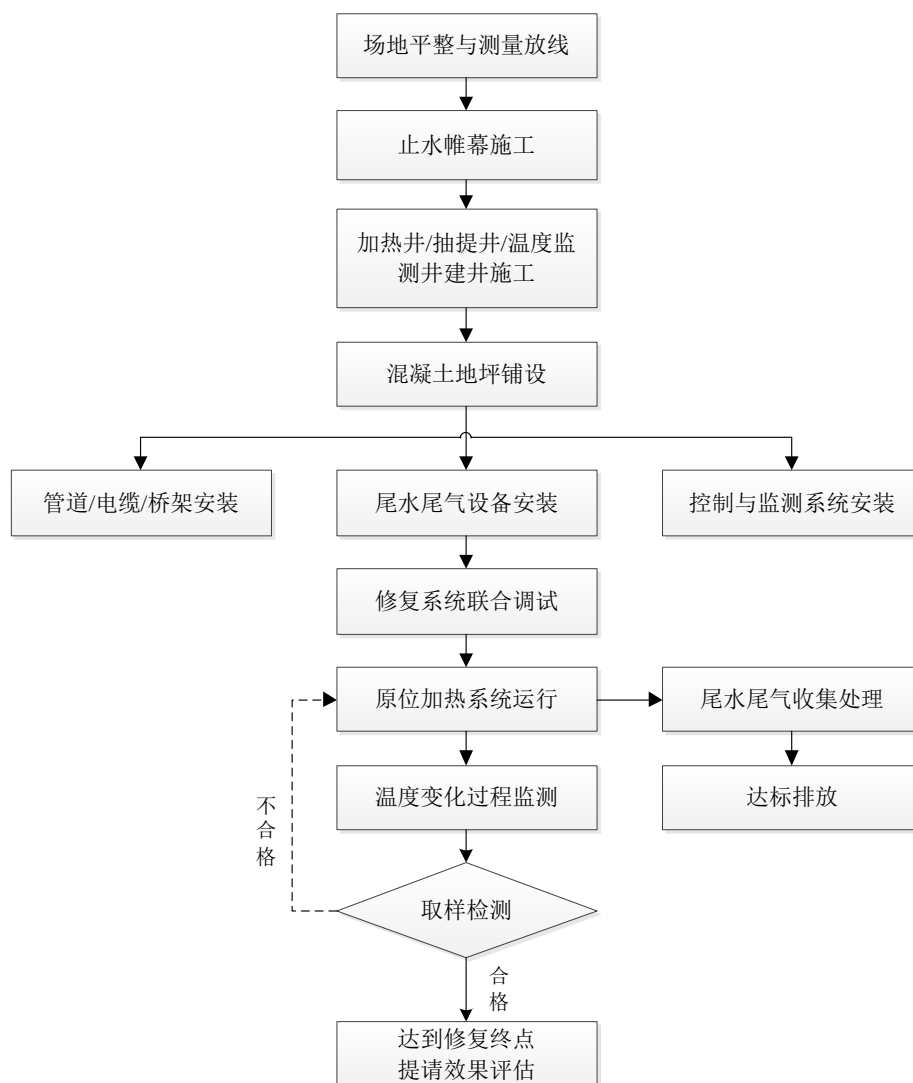 场地平整与测量放线
止水帷幕施工
加热井/抽提井/温度监
测井建井施工
混凝土地坪铺设
管道/电缆/桥架安装
尾水尾气设备安装
控制与监测系统安装
修复系统联合调试
原位加热系统运行
尾水尾气收集处理
温度变化过程监测
达标排放
不
合
格
取样检测
合
格
达到修复终点
提请效果评估